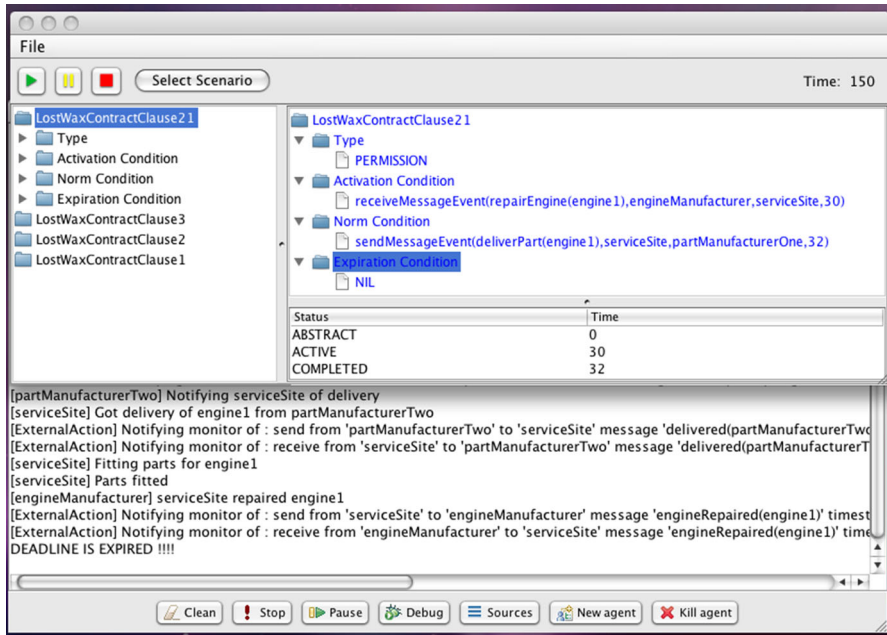 File
Select Scenario
Time: 150
LostWaxContractClause21
Type
Activation Condition
Norm Condition
Expiration Condition
LostWaxContractClause3
LostWaxContractClause2
LostWaxContractClause1
LostWaxContractClause21
Type
PERMISSION
Activation Condition
receiveMessageEvent(repairEngine(engine1),engineManufacturer,serviceSite,30)
Norm Condition
sendMessageEvent(deliverPart(engine1),serviceSite,partManufacturerOne,32)
Expiration Condition
NIL
Status Time
ABSTRACT 0
ACTIVE 30
COMPLETED 32
[partManufacturerTwo] Notifying serviceSite of delivery
[serviceSite] Got delivery of engine1 from partManufacturerTwo
[ExternalAction] Notifying monitor of : send from 'partManufacturerTwo' to 'serviceSite' message 'delivered(partManufacturerTwo
[ExternalAction] Notifying monitor of : receive from 'serviceSite' to 'partManufacturerTwo' message 'delivered(partManufacturerT
[serviceSite] Fitting parts for engine1
[serviceSite] Parts fitted
[engineManufacturer] serviceSite repaired engine1
[ExternalAction] Notifying monitor of : send from 'serviceSite' to 'engineManufacturer' message 'engineRepaired(engine1)' timest
[ExternalAction] Notifying monitor of : receive from 'engineManufacturer' to 'serviceSite' message 'engineRepaired(engine1)' time
DEADLINE IS EXPIRED !!!!
Clean Stop Pause Debug Sources New agent Kill agent